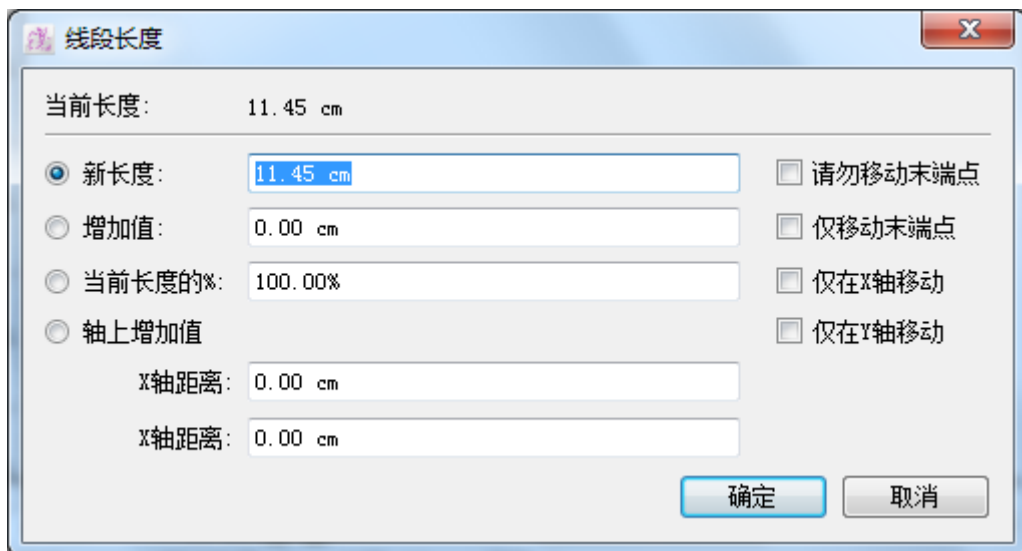 线段长度
当前长度: 11.45 cm
新长度: 11.45 cm 请勿移动末端点
增加值: 0.00 cm 仅移动末端点
当前长度的%: 100.00% 仅在X轴移动
轴上增加值 仅在Y轴移动
X轴距离: 0.00 cm
X轴距离: 0.00 cm
确定 取消